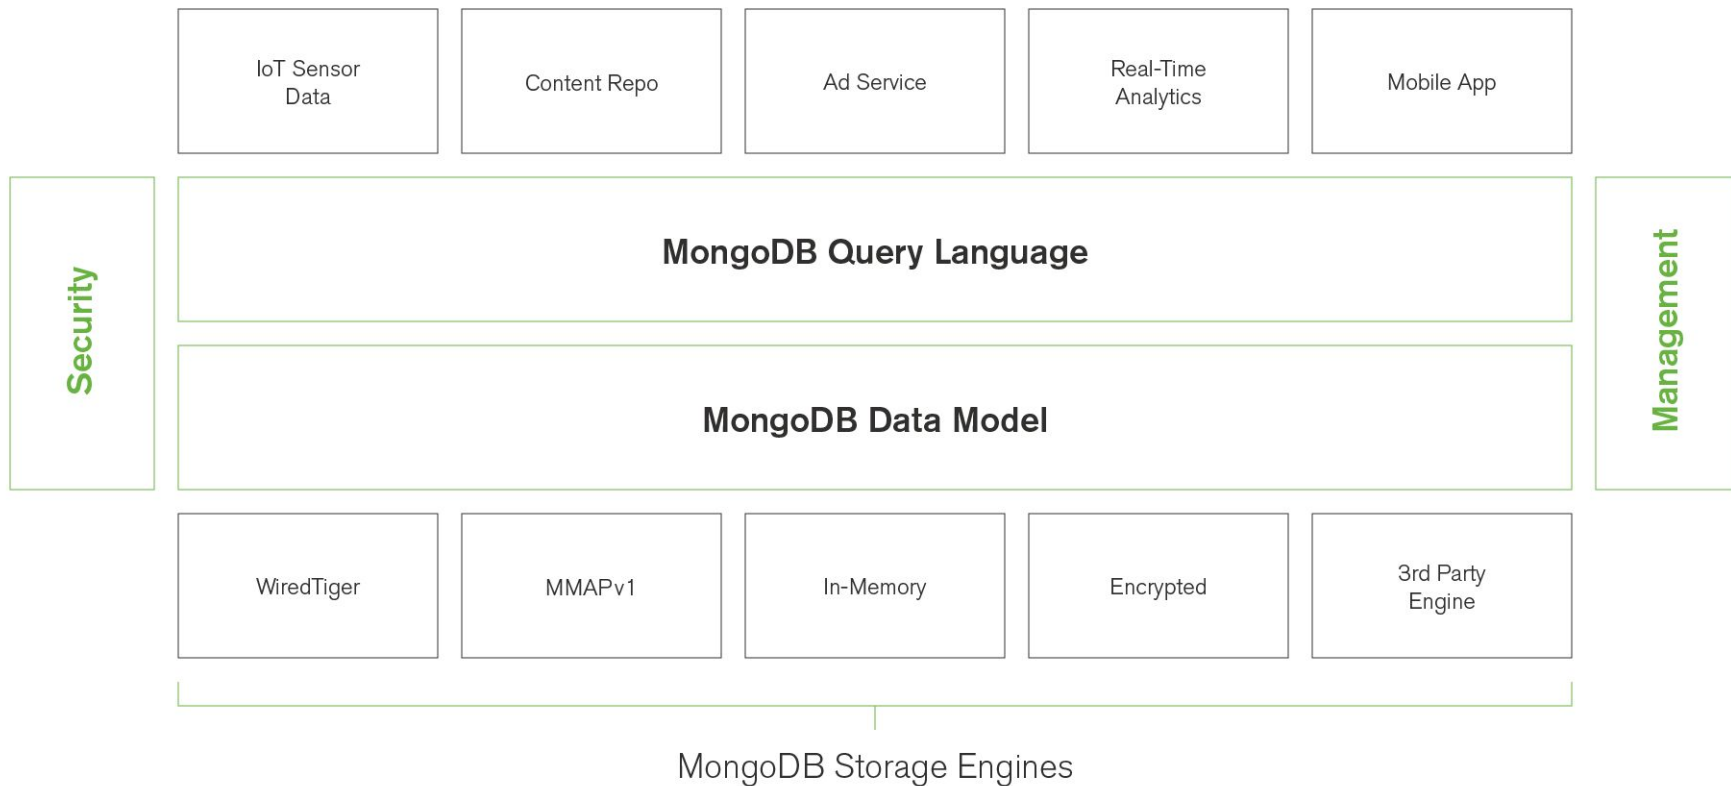 IoT Sensor
Data
Content Repo
Ad Service
Real-Time
Analytics
Mobile App
Security
MongoDB Query Language
MongoDB Data Model
Management
WiredTiger
MMAPv1
In-Memory
Encrypted
3rd Party
Engine
MongoDB Storage Engines